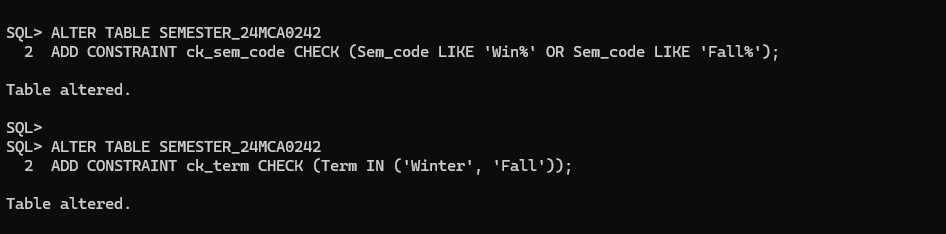 SQL> ALTER TABLE SEMESTER_24MCA0242
  2  ADD CONSTRAINT ck_sem_code CHECK (Sem_code LIKE 'Win%' OR Sem_code LIKE 'Fall%');
Table altered.
SQL>
SQL> ALTER TABLE SEMESTER_24MCA0242
  2  ADD CONSTRAINT ck_term CHECK (Term IN ('Winter', 'Fall'));
Table altered.